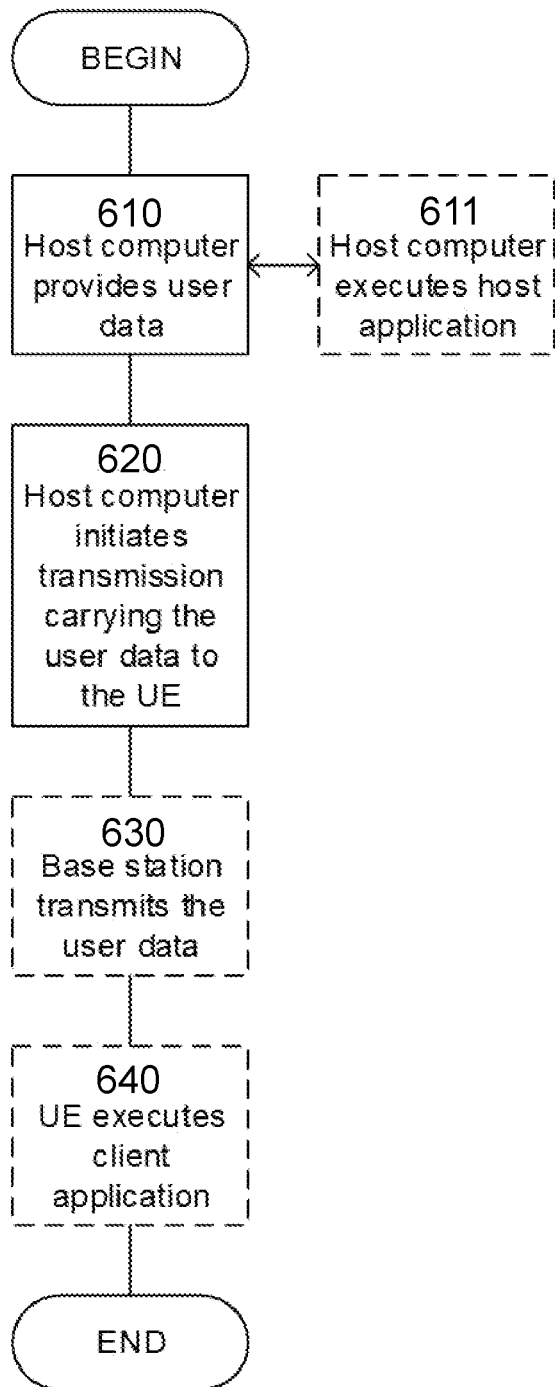 BEGIN
610
Host computer
provides user
data
611
Host computer
executes host
application
620
Host computer
initiates
transmission
carrying the
user data to
the UE
630
Base station
transmits the
user data
640
UE executes
client
application
END